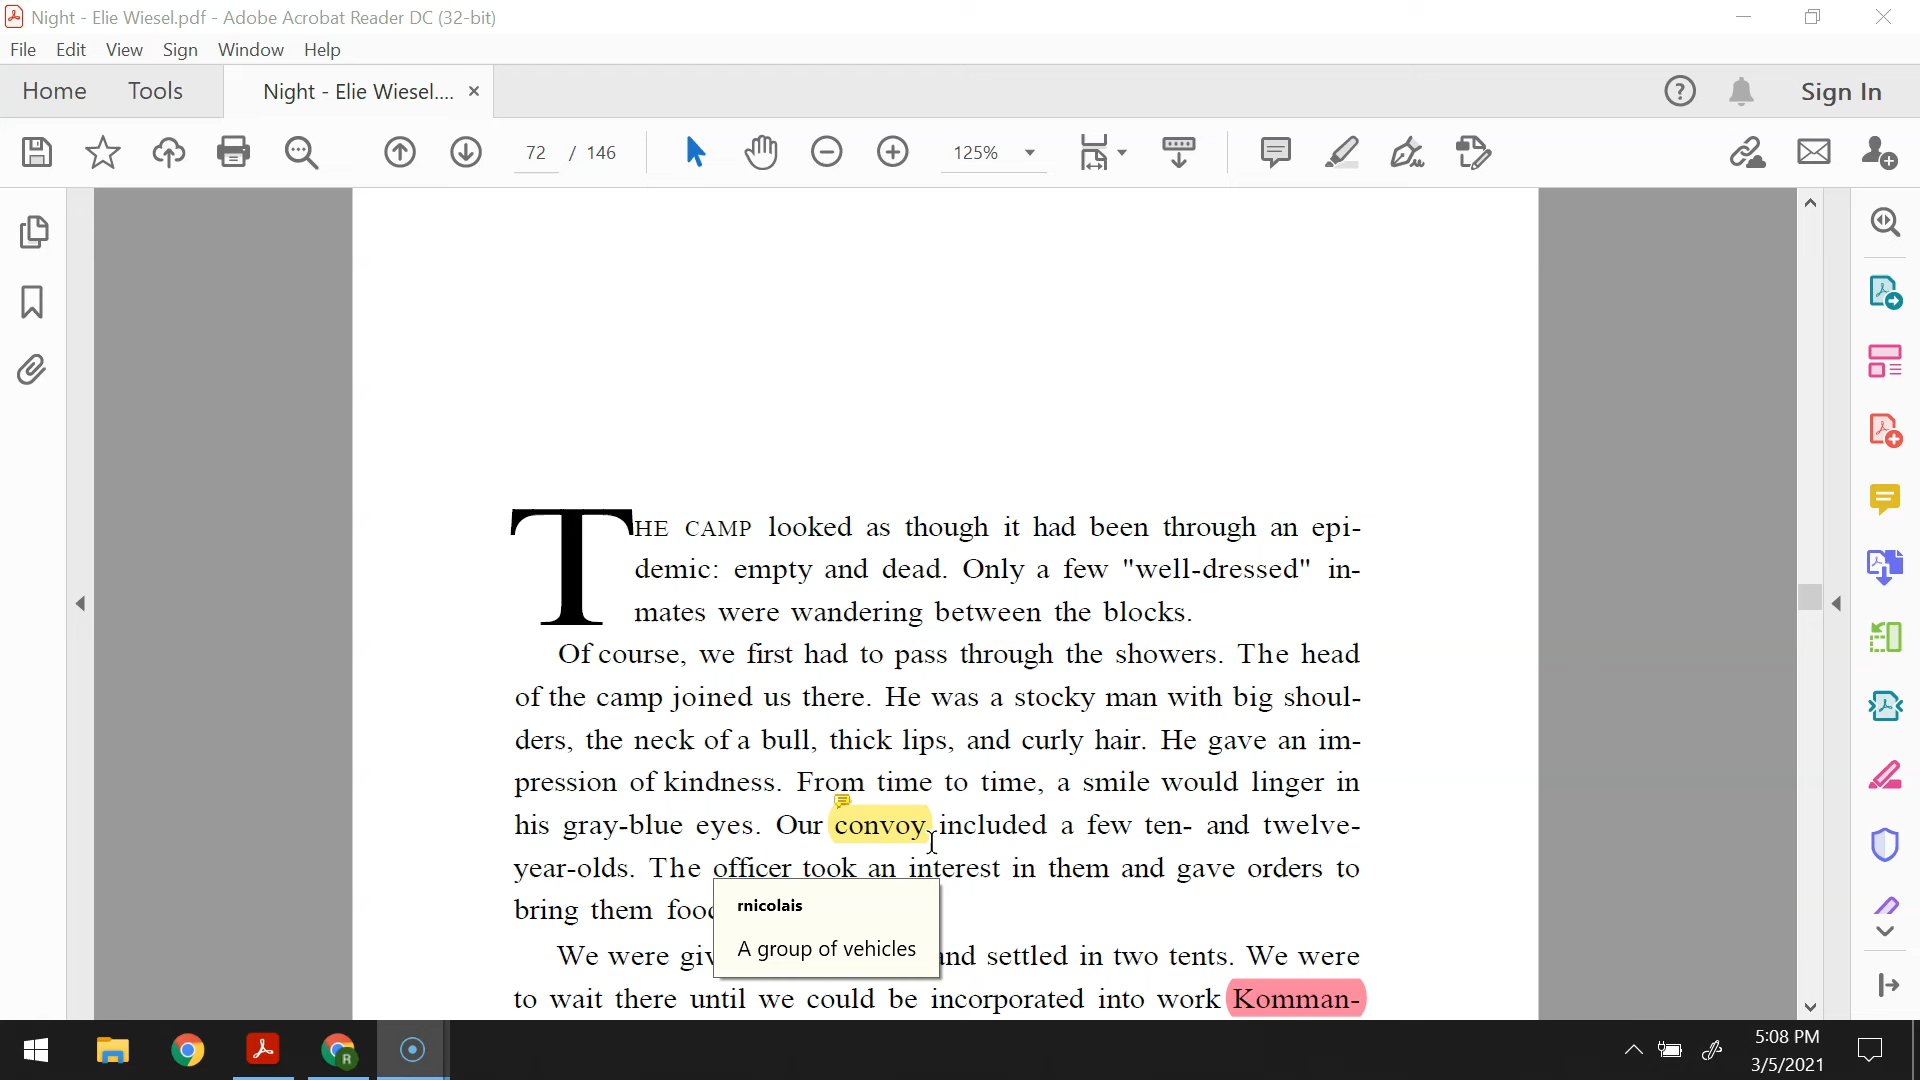 Night - Elie Wiesel.pdf - Adobe Acrobat Reader DC (32-bit)
File Edit View Sign Window Help
Home Tools Night - Elie Wiesel.... × Sign In
72 / 146 125%
THE CAMP looked as though it had been through an epi-
demic: empty and dead. Only a few "well-dressed" in-
mates were wandering between the blocks.
Of course, we first had to pass through the showers. The head
of the camp joined us there. He was a stocky man with big shoul-
ders, the neck of a bull, thick lips, and curly hair. He gave an im-
pression of kindness. From time to time, a smile would linger in
his gray-blue eyes. Our convoy included a few ten- and twelve-
year-olds. The officer took an interest in them and gave orders to
bring them
rnicolais
A group of vehicles
We were and settled in two tents. We were
to wait there until we could be incorporated into work Komman-
5:08 PM
3/5/2021